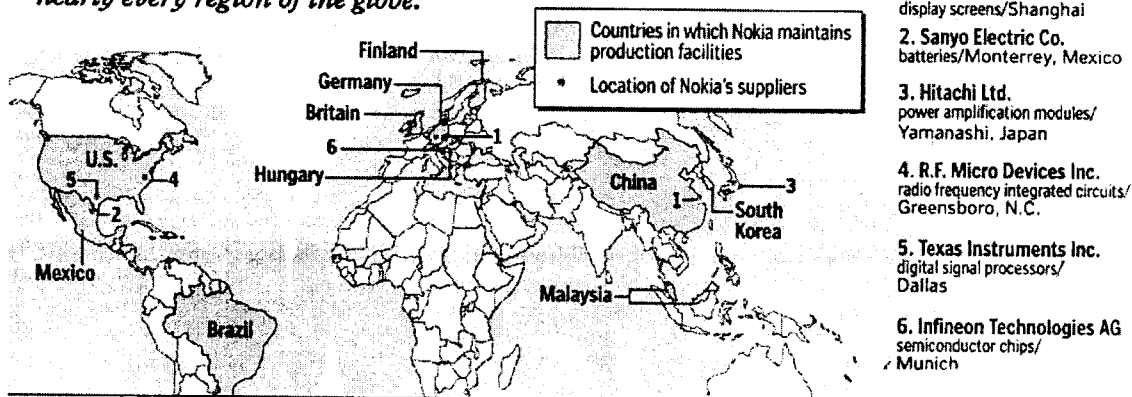 nearly every region of the globe.
Countries in which Nokia maintains
production facilities
Location of Nokia's suppliers
Finland
Germany
Britain
1
6
Hungary
U.S.
5
4
2
Mexico
Brazil
China
1
3
South
Korea
Malaysia
display screens/Shanghai
2. Sanyo Electric Co.
batteries/Monterrey, Mexico
3. Hitachi Ltd.
power amplification modules/
Yamanashi, Japan
4. R.F. Micro Devices Inc.
radio frequency integrated circuits/
Greensboro, N.C.
5. Texas Instruments Inc.
digital signal processors/
Dallas
6. Infineon Technologies AG
semiconductor chips/
Munich